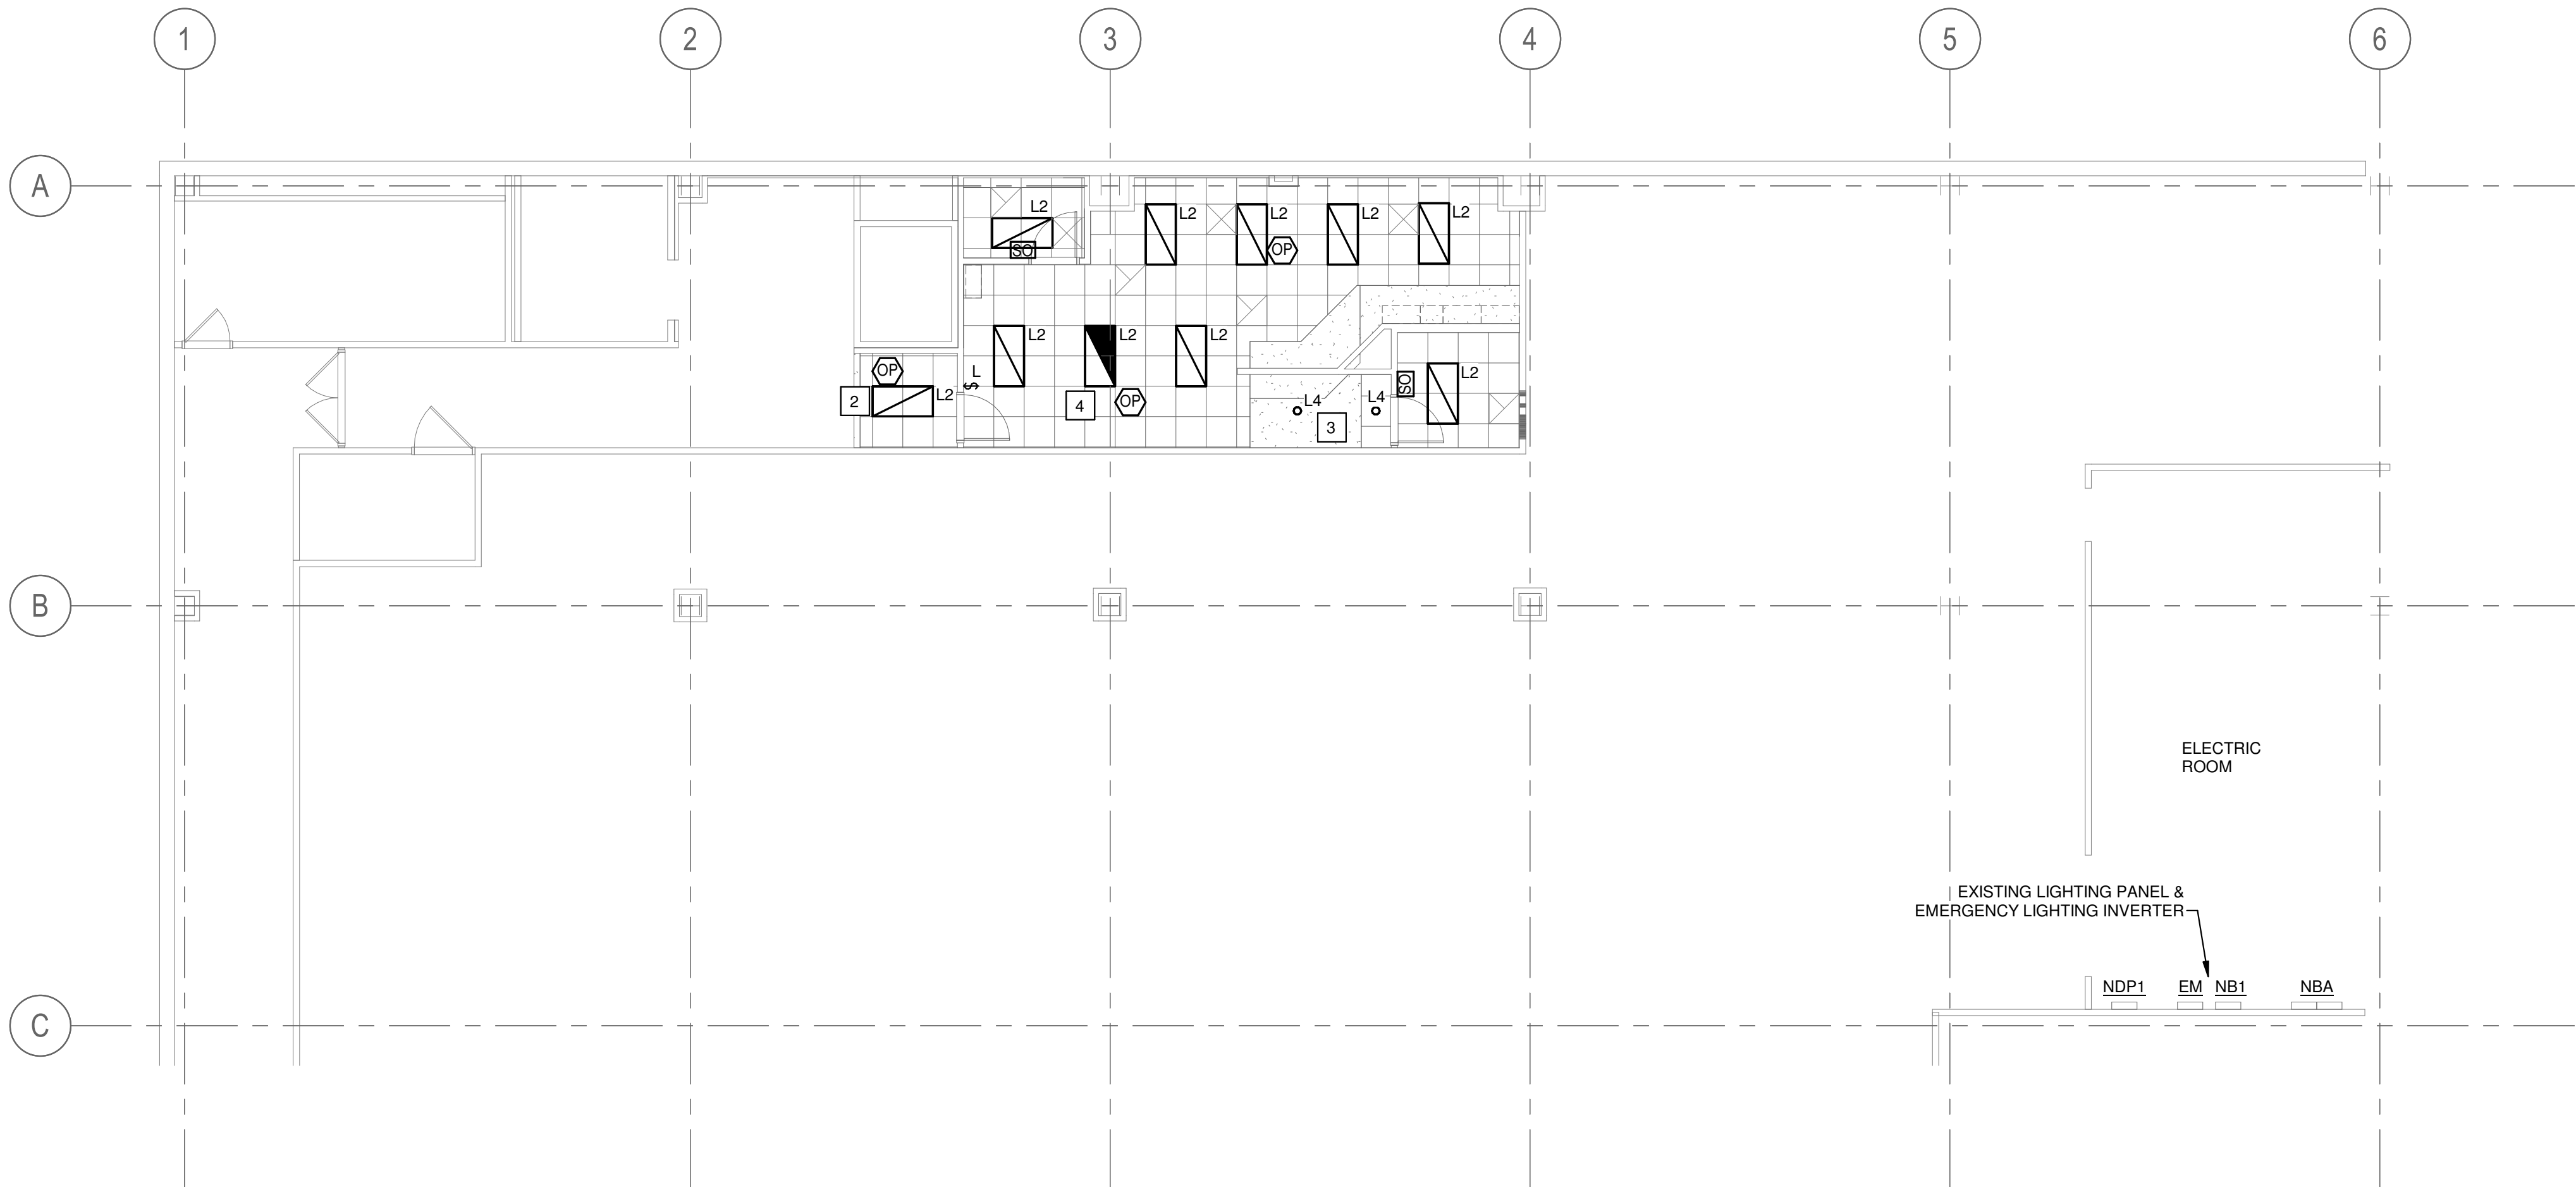 1
2
3
4
5
6
A
L2
L2
L2
L2
L2
SO
OP
L2
L2
L2
OP
L
L2
SO
2
L2
4
OP
L4
L4
3
B
ELECTRIC
ROOM
EXISTING LIGHTING PANEL &
EMERGENCY LIGHTING INVERTER
NDP1
EM
NB1
NBA
C